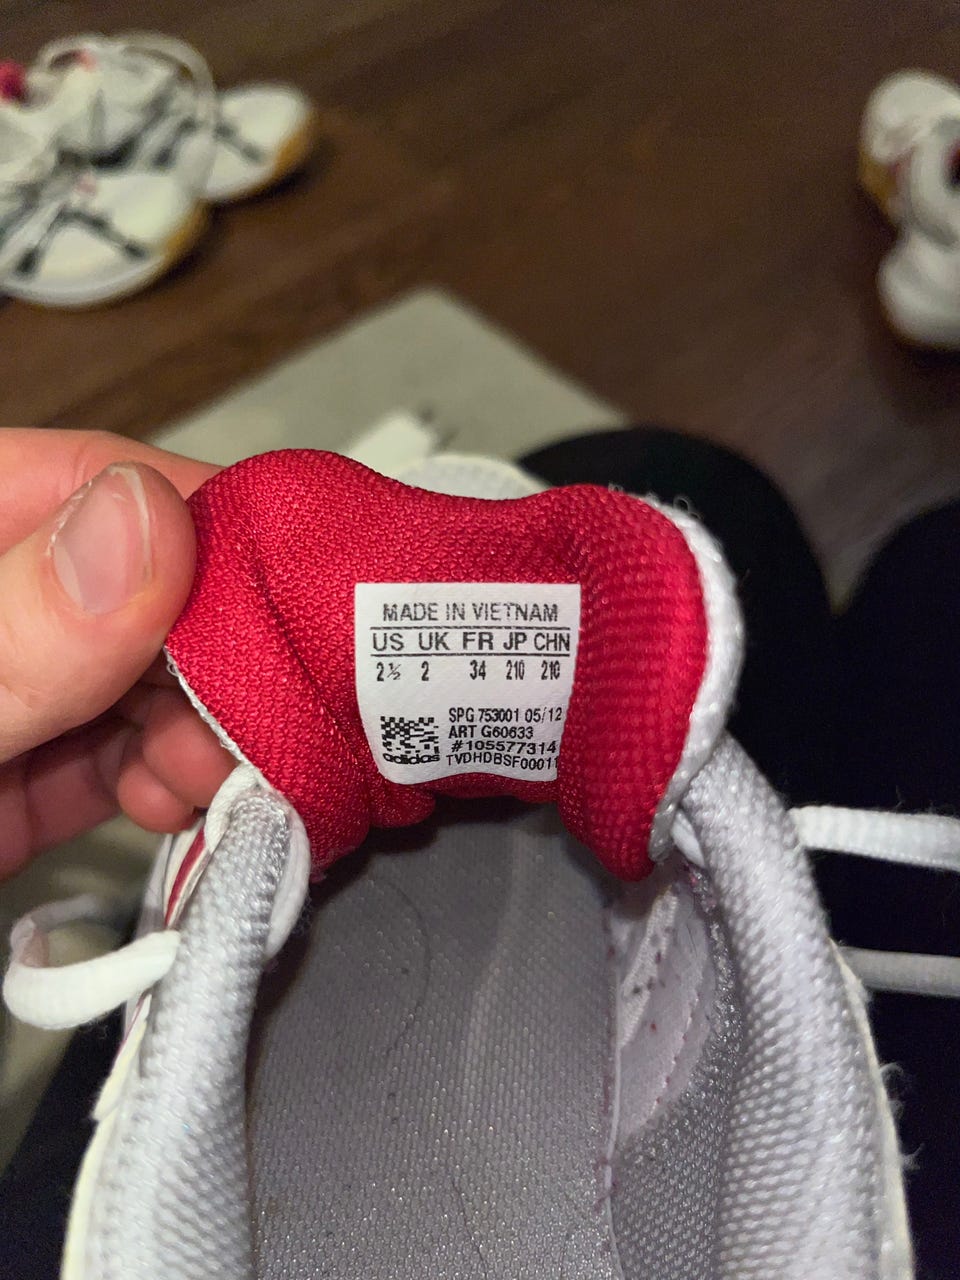 MADE IN VIETNAM
US UK FR JP CHN
2½ 2 34 210 210
SPG 753001 05/12
ART G60633
#105577314
adidas TVDHDBSF00011